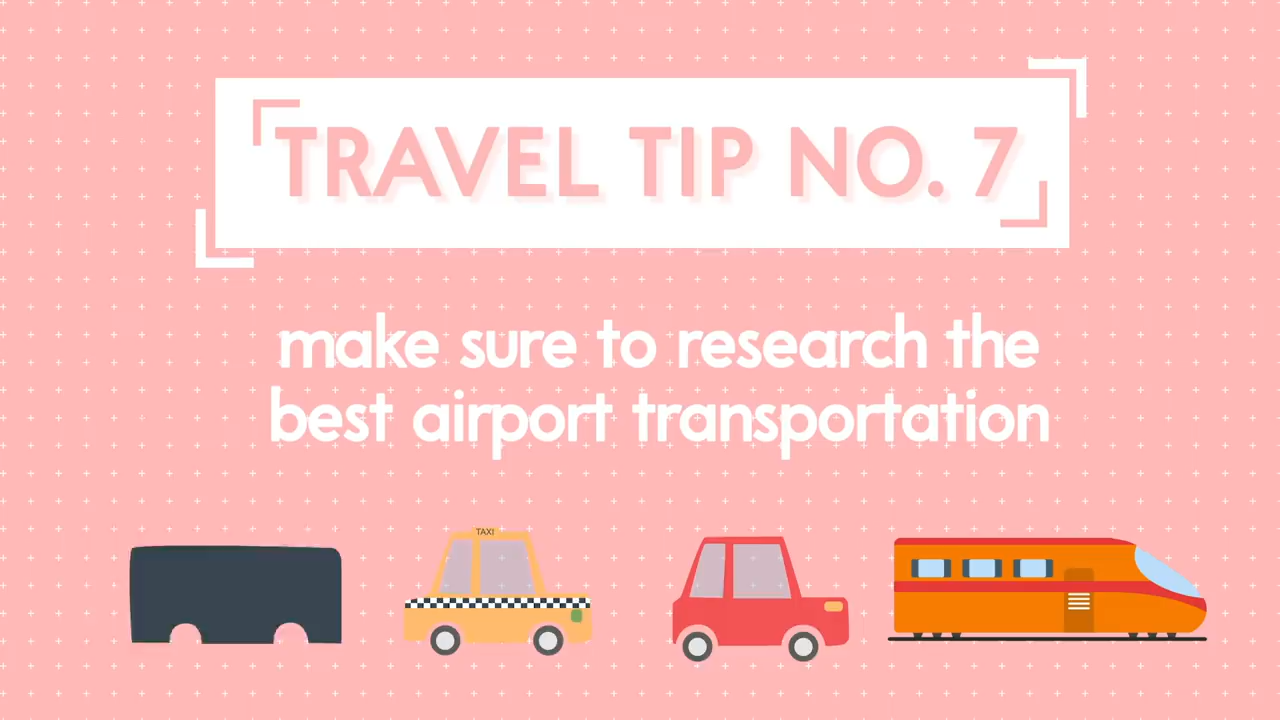 TRAVEL TIP NO. 7
make sure to research the
best airport transportation
TAXI